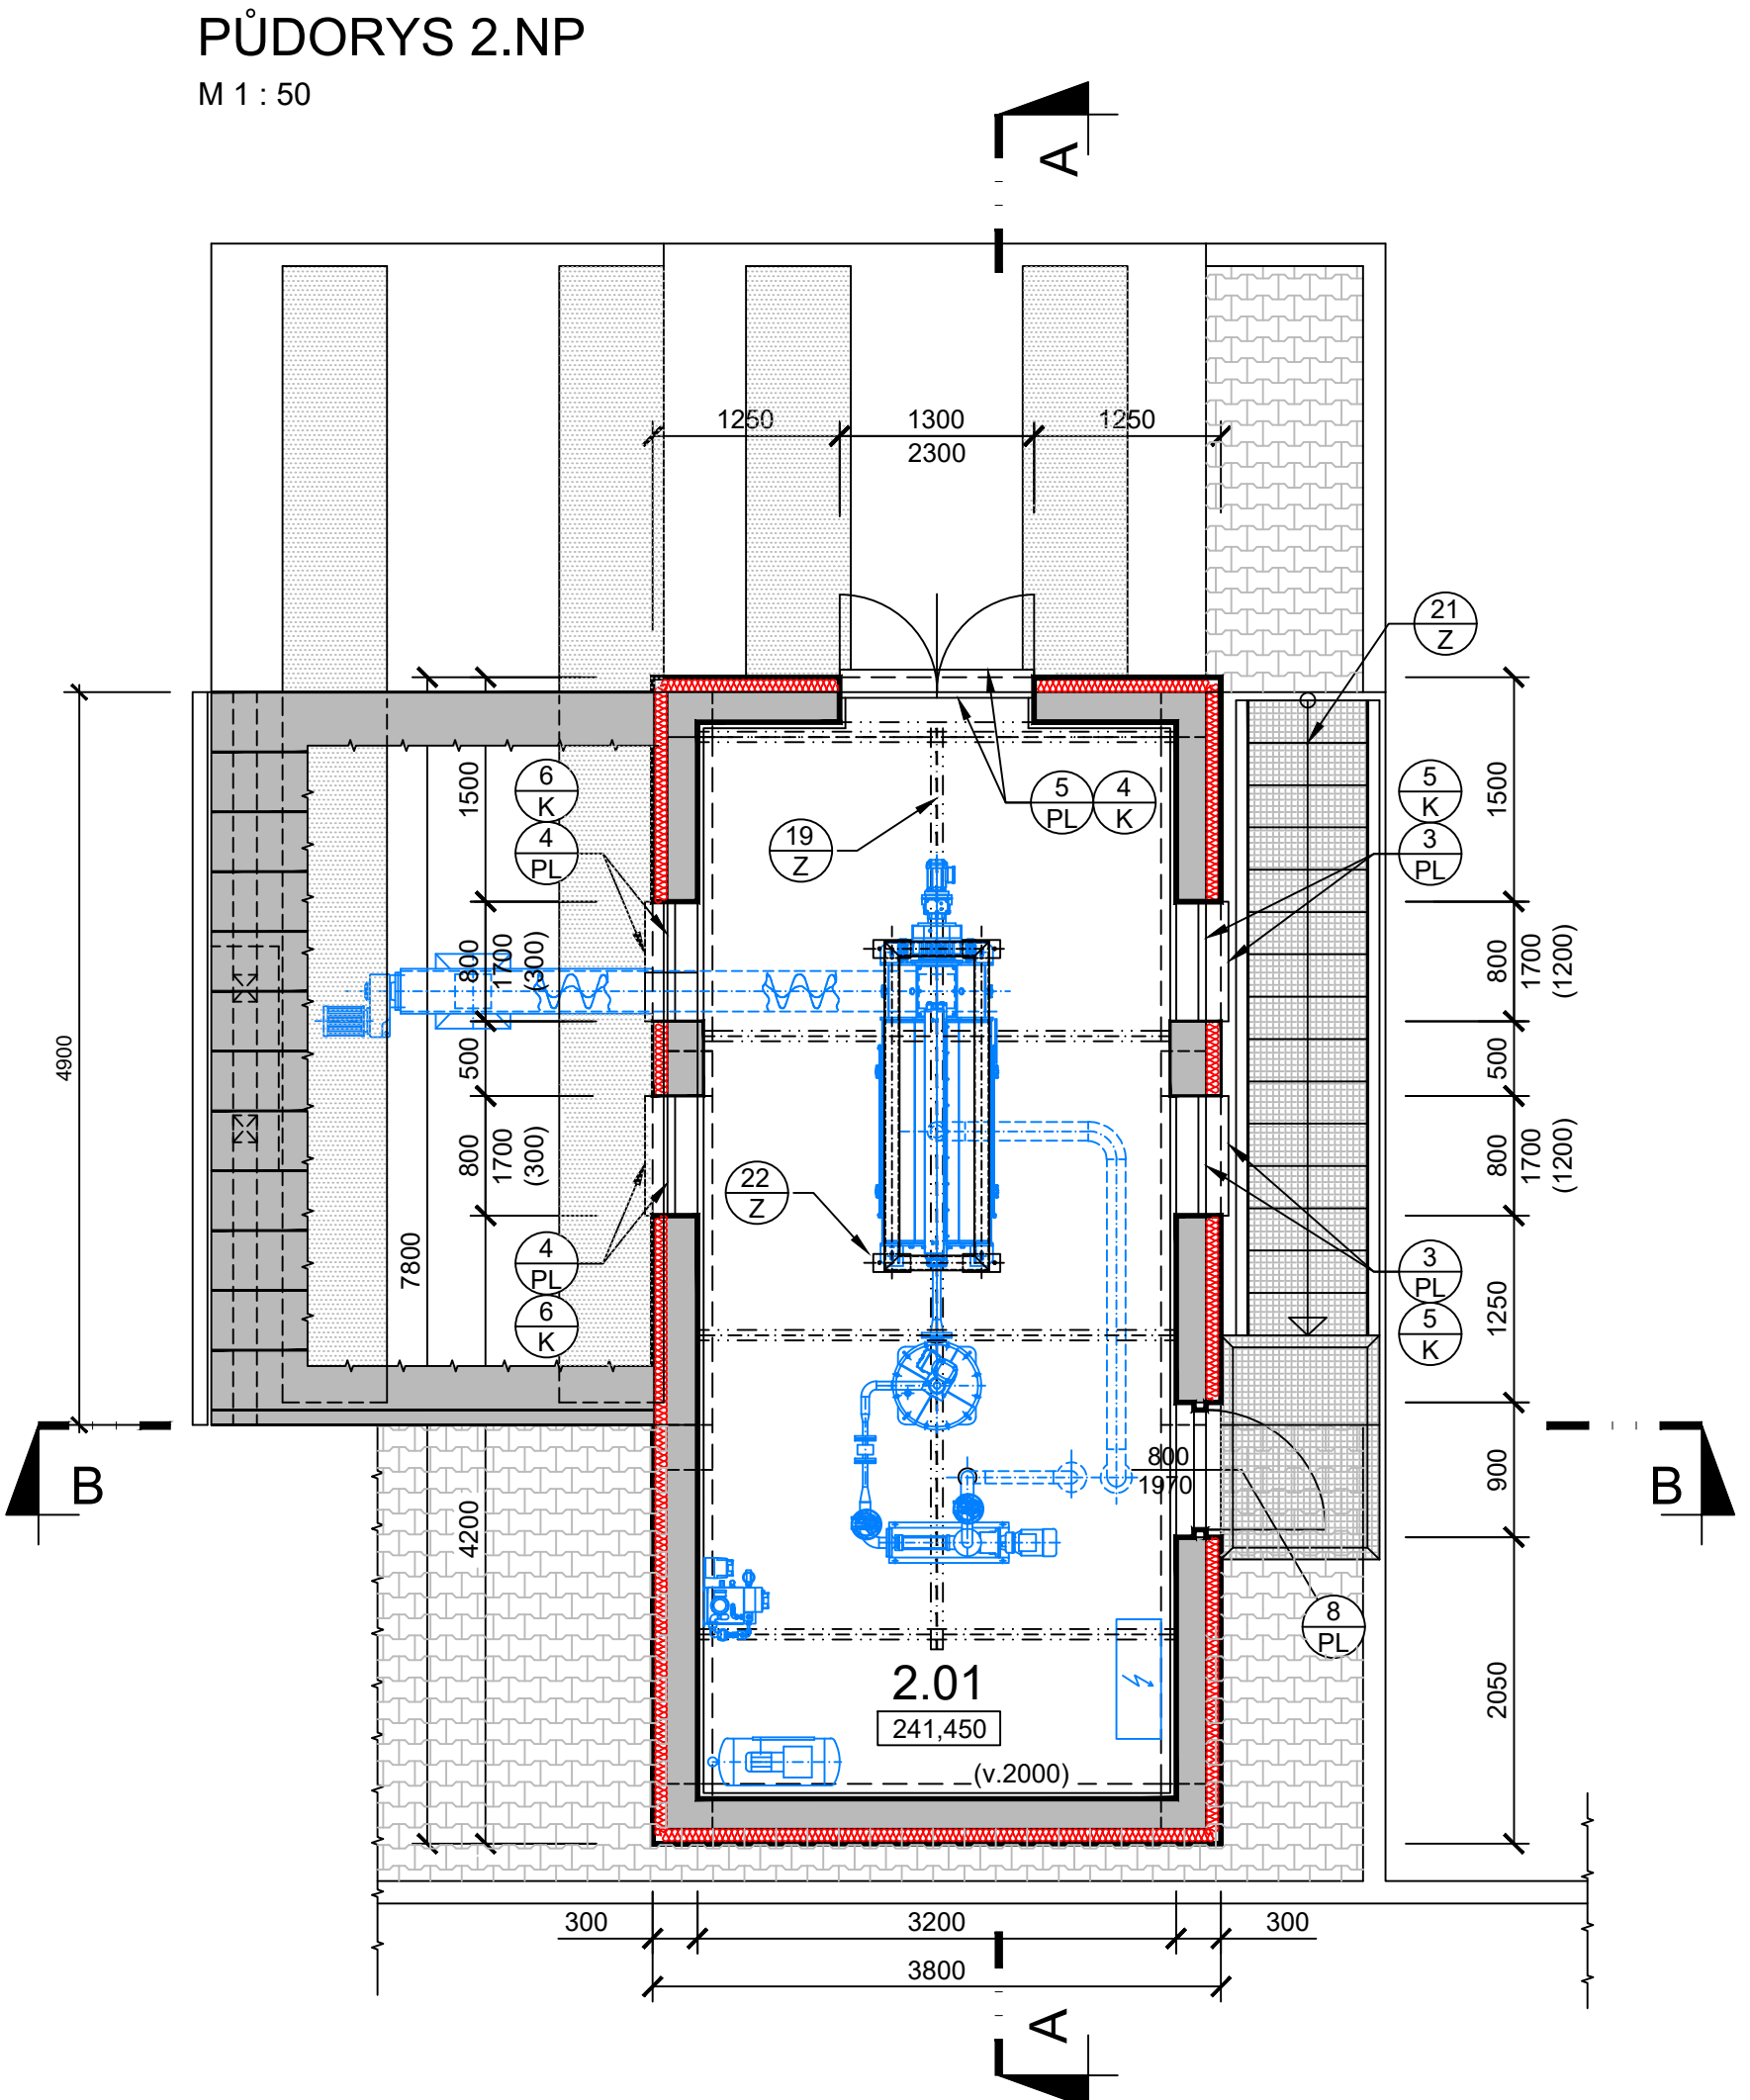 PŮDORYS 2.NP
M 1 : 50
A
1250
1300
1250
2300
21
Z
6
K
4
PL
1500
19
Z
5
PL
4
K
5
K
3
PL
1500
800
1700
(300)
800
1700
(1200)
4900
500
500
800
1700
(300)
22
Z
800
1700
(1200)
7800
4
PL
6
K
3
PL
5
K
1250
B
800
1970
900
B
4200
8
PL
2.01
241,450
2050
(v.2000)
300
3200
300
3800
A